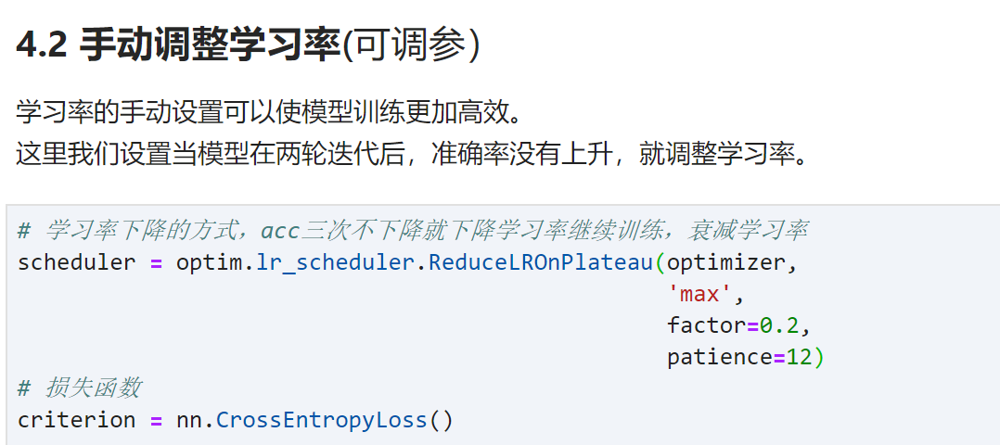 4.2 手动调整学习率(可调参）
学习率的手动设置可以使模型训练更加高效。
这里我们设置当模型在两轮迭代后，准确率没有上升，就调整学习率。
# 学习率下降的方式，acc三次不下降就下降学习率继续训练，衰减学习率
scheduler = optim.lr_scheduler.ReduceLROnPlateau(optimizer,
'max',
factor=0.2,
patience=12)
# 损失函数
criterion = nn.CrossEntropyLoss()